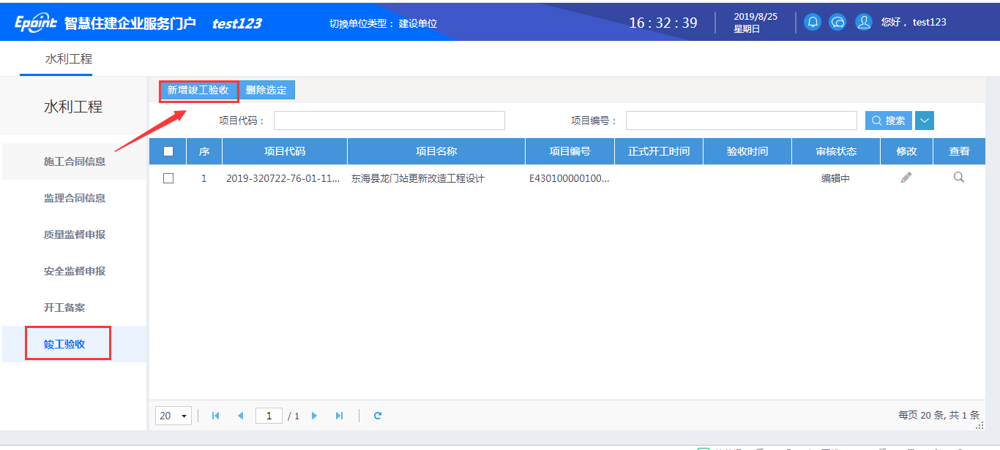 Epoint 智慧住建企业服务门户 test123 切换单位类型： 建设单位 16 : 32 : 39 2019/8/25 星期日 您好， test123
水利工程
水利工程
施工合同信息
监理合同信息
质量监督申报
安全监督申报
开工备案
竣工验收
新增竣工验收 删除选定
项目代码： 项目编号： 搜索
序 项目代码 项目名称 项目编号 正式开工时间 验收时间 审核状态 修改 查看
1 2019-320722-76-01-11... 东海县龙门站更新改造工程设计 E430100000100... 编辑中
20 1 / 1 每页 20 条, 共 1 条